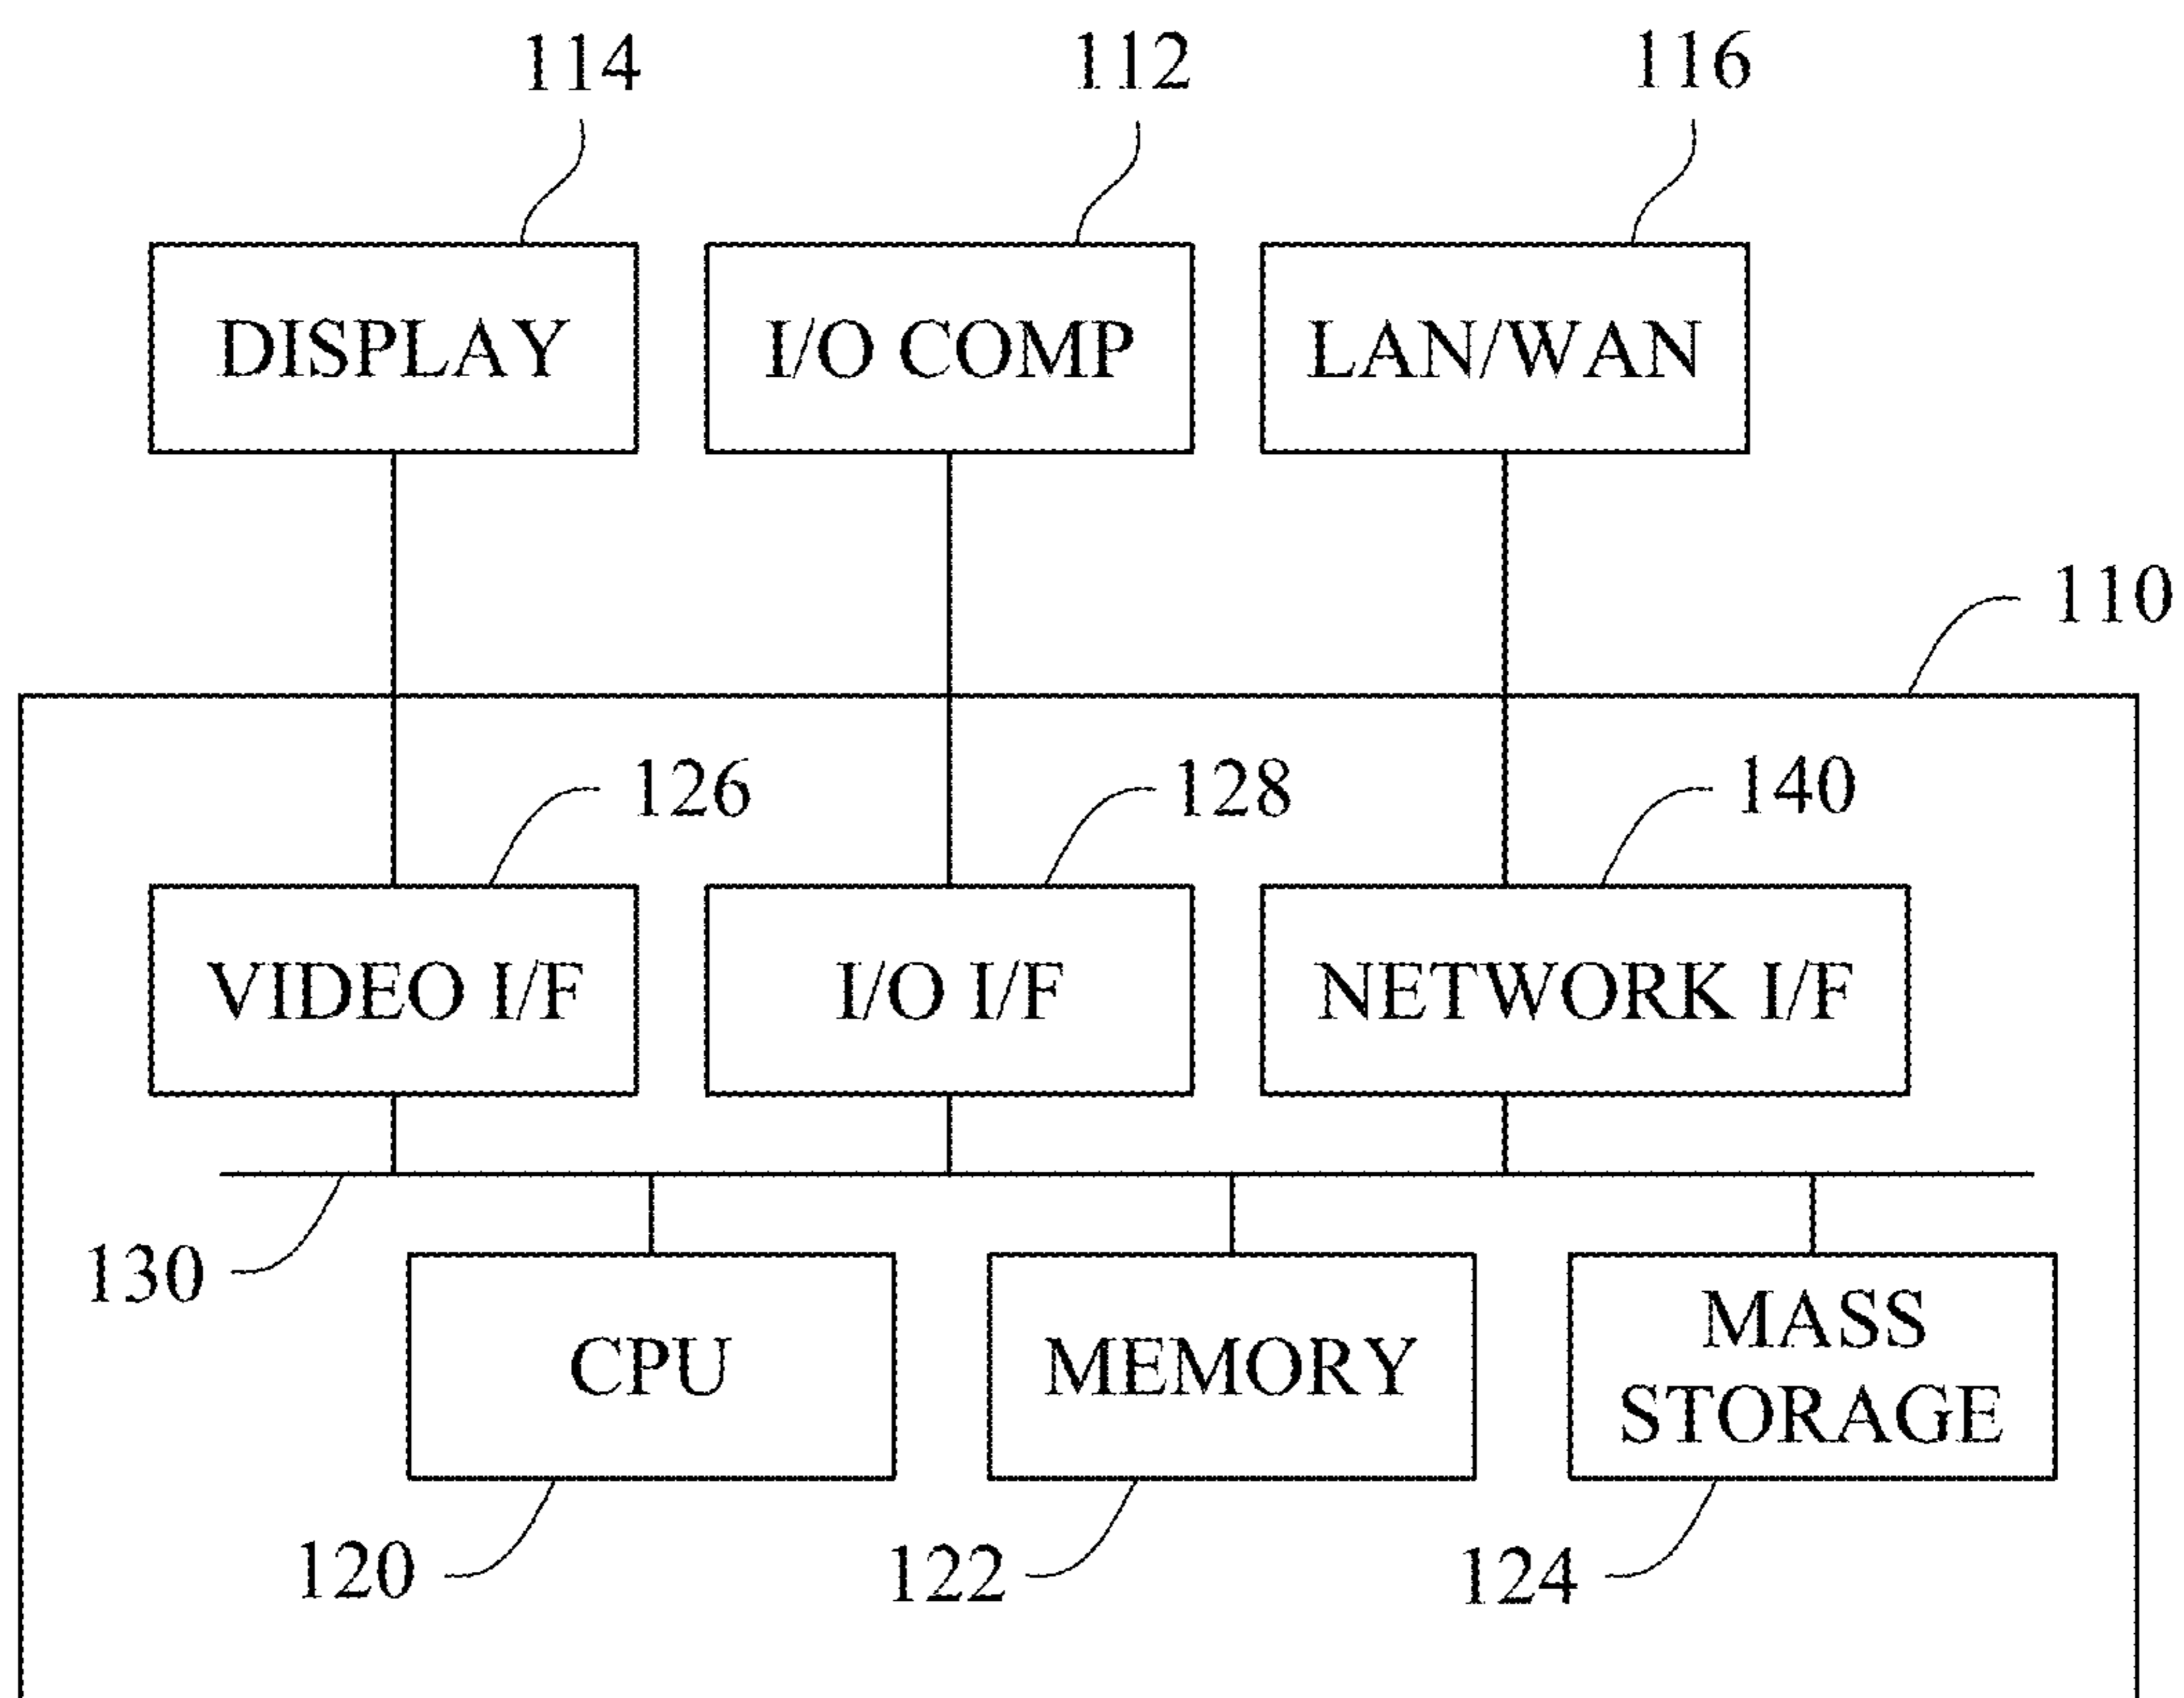 114
112
116
DISPLAY
I/O COMP
LAN/WAN
110
126
128
140
VIDEO I/F
I/O I/F
NETWORK I/F
130
CPU
MEMORY
MASS
STORAGE
120
122
124